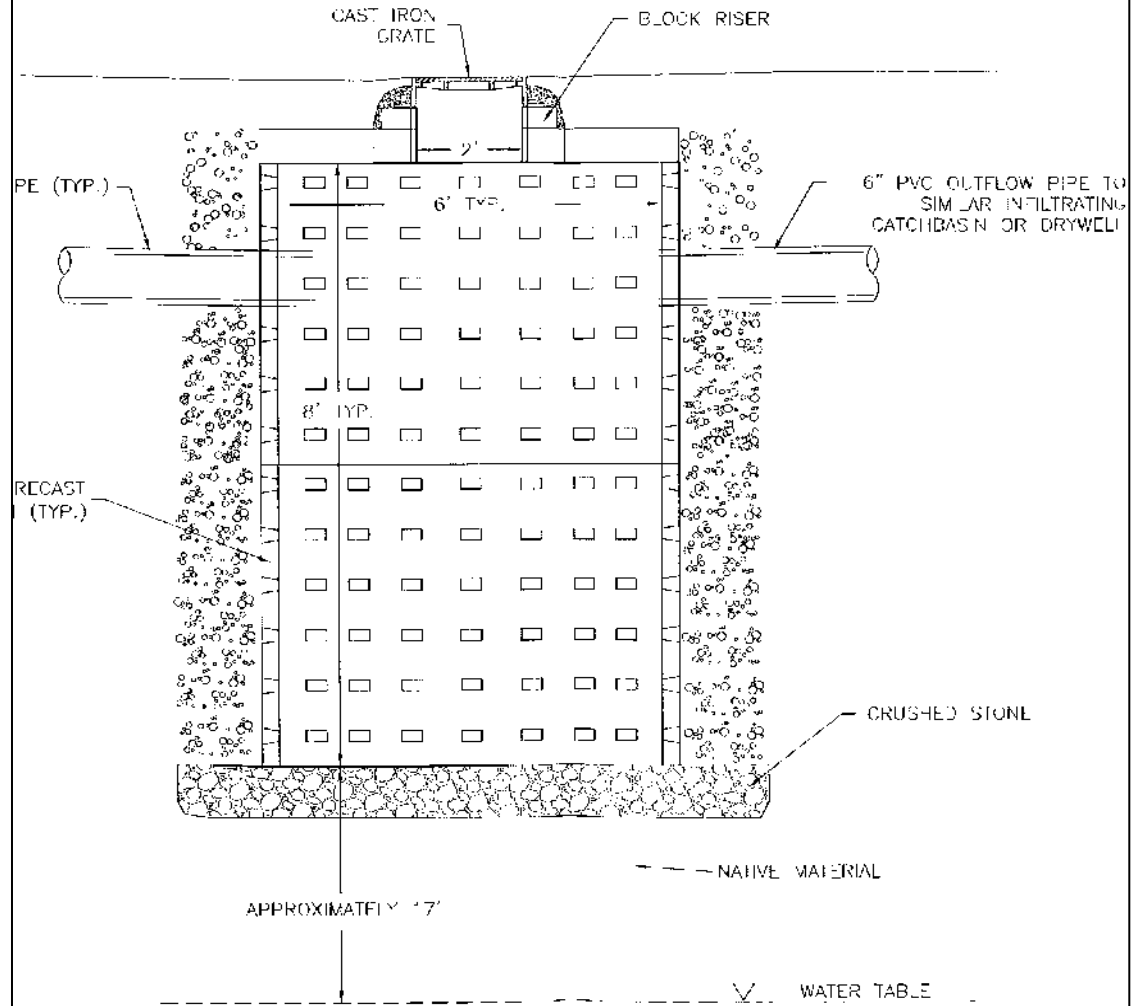 CAST IRON
GRATE
BLOCK RISER
2'
PE (TYP.)
6' TYP.
6" PVC OUTFLOW PIPE TO
SIMILAR INFILTRATING
CATCHBASIN OR DRYWELL
8' TYP.
RECAST
(TYP.)
CRUSHED STONE
NATIVE MATERIAL
APPROXIMATELY 17'
WATER TABLE